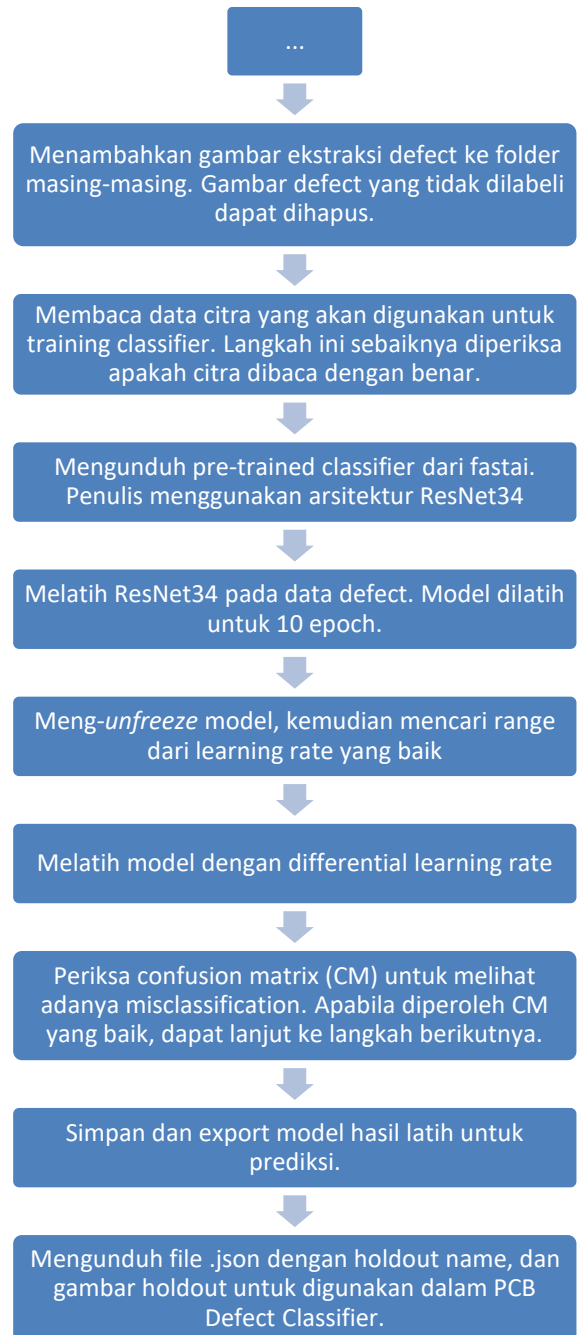 ...
Menambahkan gambar ekstraksi defect ke folder
masing-masing. Gambar defect yang tidak dilabeli
dapat dihapus.
Membaca data citra yang akan digunakan untuk
training classifier. Langkah ini sebaiknya diperiksa
apakah citra dibaca dengan benar.
Mengunduh pre-trained classifier dari fastai.
Penulis menggunakan arsitektur ResNet34
Melatih ResNet34 pada data defect. Model dilatih
untuk 10 epoch.
Meng-unfreeze model, kemudian mencari range
dari learning rate yang baik
Melatih model dengan differential learning rate
Periksa confusion matrix (CM) untuk melihat
adanya misclassification. Apabila diperoleh CM
yang baik, dapat lanjut ke langkah berikutnya.
Simpan dan export model hasil latih untuk
prediksi.
Mengunduh file .json dengan holdout name, dan
gambar holdout untuk digunakan dalam PCB
Defect Classifier.